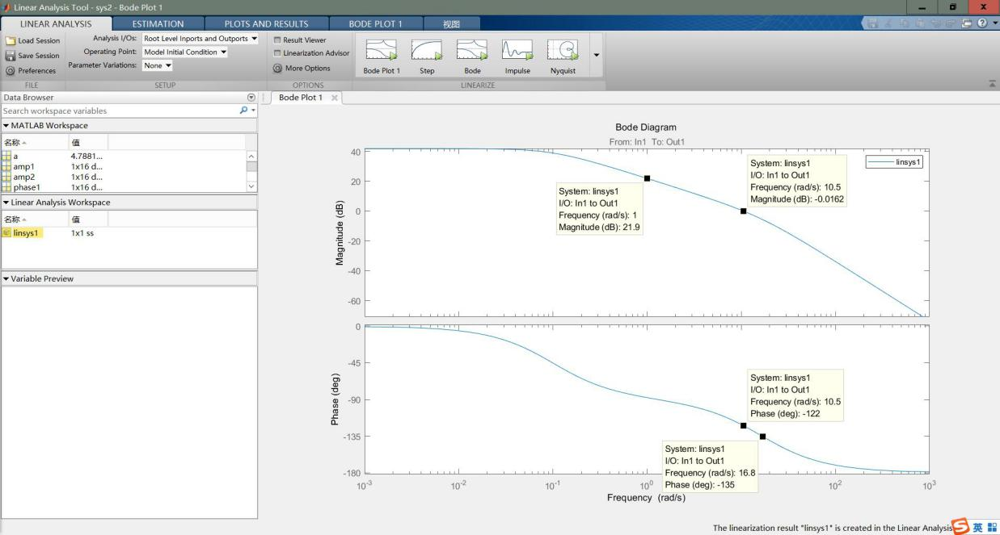 Linear Analysis Tool - sys2 - Bode Plot 1
LINEAR ANALYSIS
ESTIMATION
PLOTS AND RESULTS
BODE PLOT 1
视图
Load Session
Save Session
Preferences
FILE
Analysis I/Os: Root Level Inports and Outports
Operating Point: Model Initial Condition
Parameter Variations: None
SETUP
Result Viewer
Linearization Advisor
More Options
OPTIONS
Bode Plot 1
Step
Bode
Impulse
Nyquist
LINEARIZE
Data Browser
Search workspace variables
MATLAB Workspace
名称 值
a 4.7881...
amp1 1x16 d...
amp2 1x16 d...
phase1 1x16 d...
Linear Analysis Workspace
名称 值
linsys1 1x1 ss
Variable Preview
Bode Plot 1
Bode Diagram
From: In1 To: Out1
linsys1
Magnitude (dB)
40
20
0
-20
-40
-60
System: linsys1
I/O: In1 to Out1
Frequency (rad/s): 1
Magnitude (dB): 21.9
System: linsys1
I/O: In1 to Out1
Frequency (rad/s): 10.5
Magnitude (dB): -0.0162
Phase (deg)
0
-45
-90
-135
-180
System: linsys1
I/O: In1 to Out1
Frequency (rad/s): 10.5
Phase (deg): -122
System: linsys1
I/O: In1 to Out1
Frequency (rad/s): 16.8
Phase (deg): -135
10⁻³ 10⁻² 10⁻¹ 10⁰ 10² 10³
Frequency (rad/s)
The linearization result "linsys1" is created in the Linear Analysis
S 英